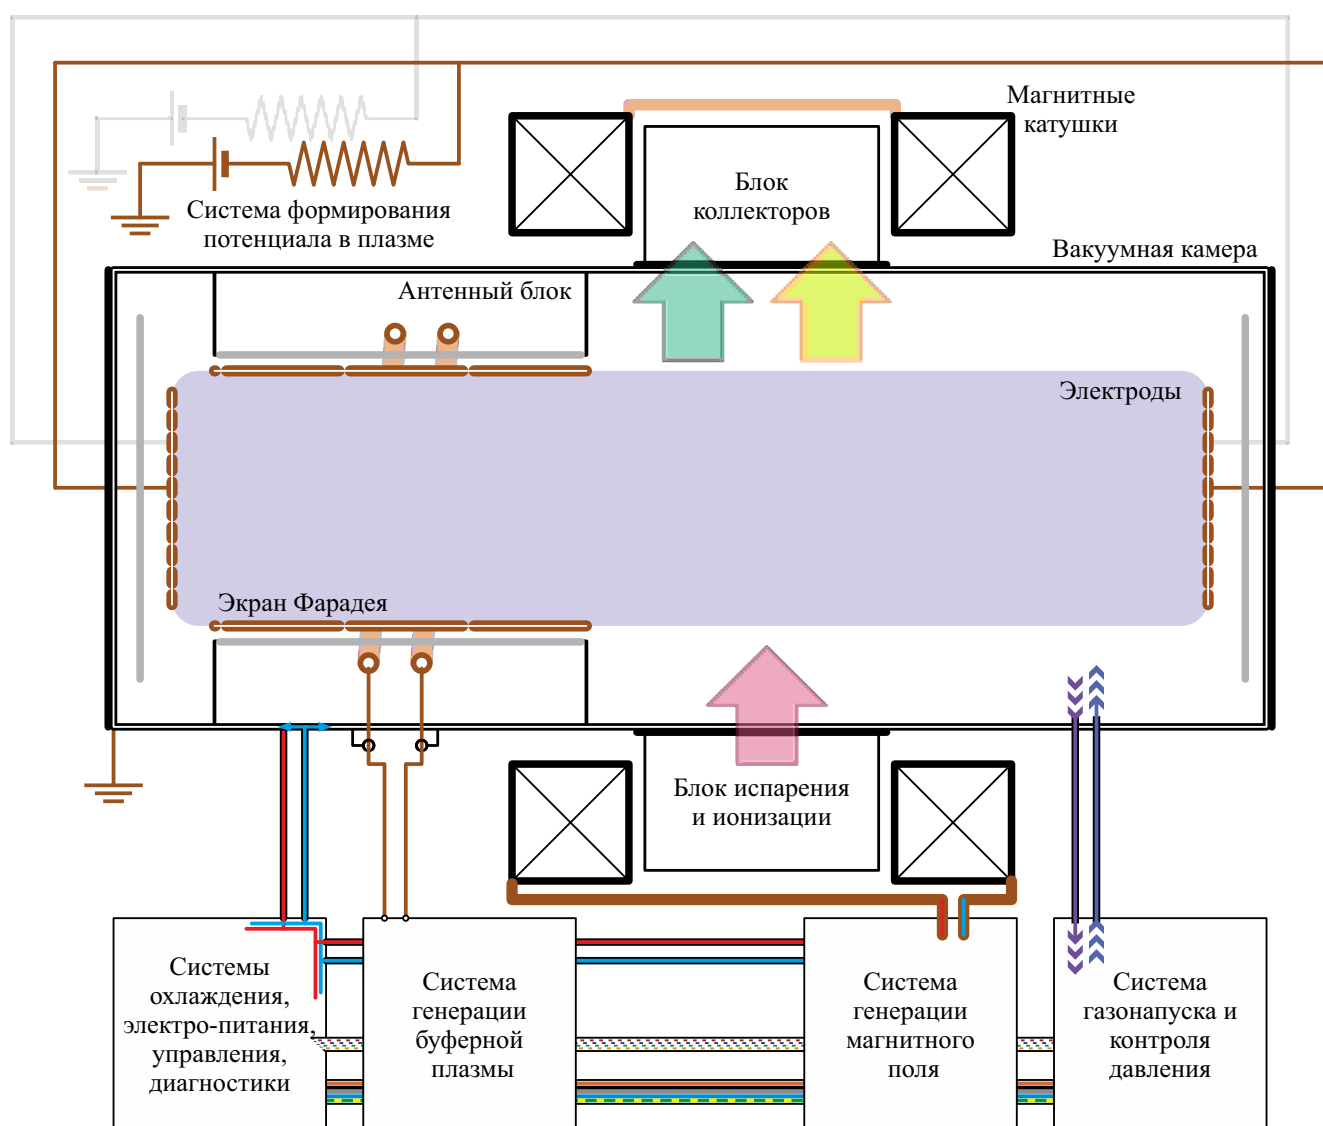 Магнитные
катушки
Блок
коллекторов
Система формирования
потенциала в плазме
Вакуумная камера
Антенный блок
Электроды
Экран Фарадея
Блок испарения
и ионизации
Системы
охлаждения,
электро-питания,
управления,
диагностики
Система
генерации
буферной
плазмы
Система
генерации
магнитного
поля
Система
газонапуска и
контроля
давления